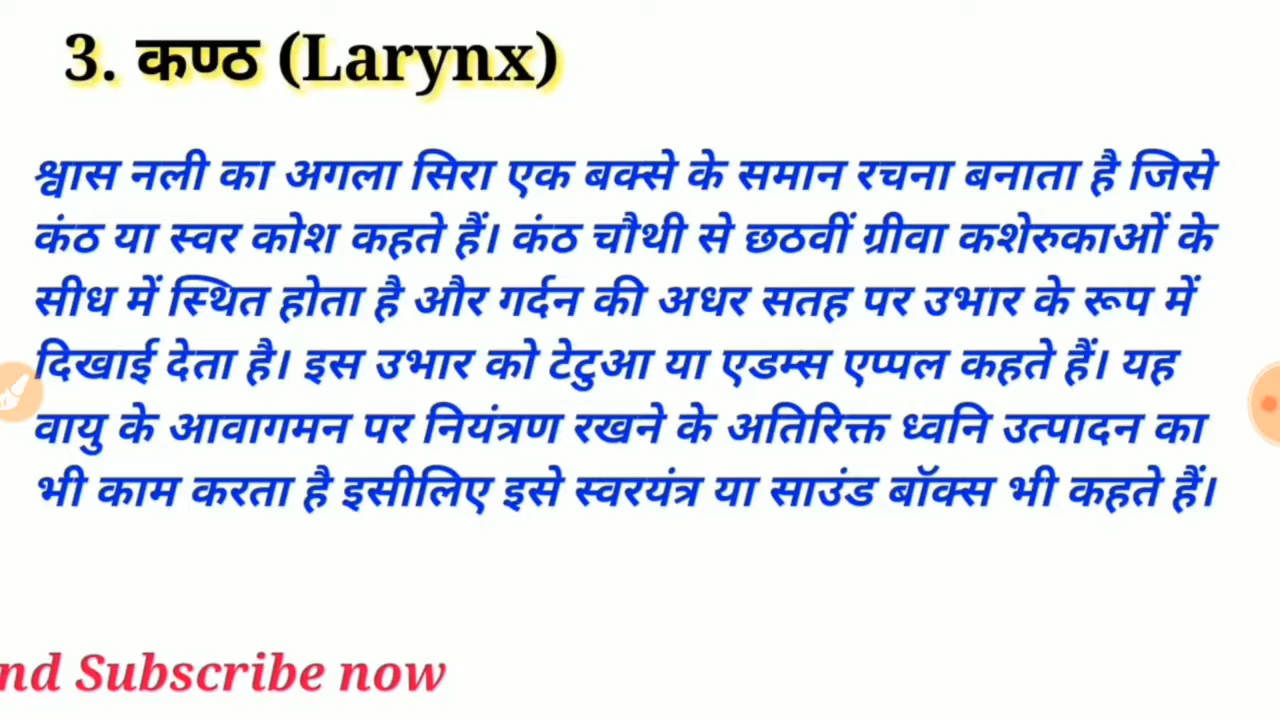 3. कण्ठ (Larynx)
श्वास नली का अगला सिरा एक बक्से के समान रचना बनाता है जिसे
कंठ या स्वर कोश कहते हैं। कंठ चौथी से छठवीं ग्रीवा कशेरुकाओं के
सीध में स्थित होता है और गर्दन की अधर सतह पर उभार के रूप में
दिखाई देता है। इस उभार को टेटुआ या एडम्स एप्पल कहते हैं। यह
वायु के आवागमन पर नियंत्रण रखने के अतिरिक्त ध्वनि उत्पादन का
भी काम करता है इसीलिए इसे स्वरयंत्र या साउंड बॉक्स भी कहते हैं।
nd Subscribe now